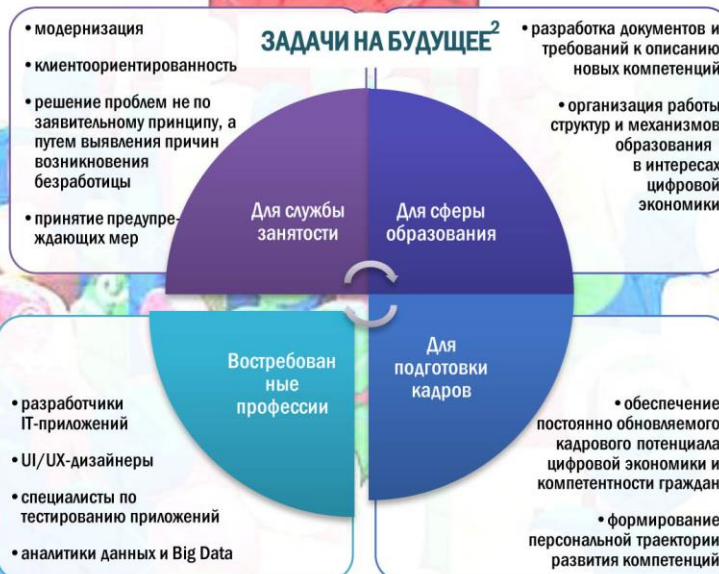 ЗАДАЧИ НА БУДУЩЕЕ²
• модернизация
• клиентоориентированность
• решение проблем не по
заявительному принципу, а
путем выявления причин
возникновения
безработицы
• принятие предупре-
ждающих мер
• разработка документов и
требований к описанию
новых компетенций
• организация работы
структур и механизмов
образования
в интересах
цифровой
экономики
Для службы
занятости
Для сферы
образования
Востребован
ные
профессии
Для
подготовки
кадров
• разработчики
IT-приложений
• UI/UX-дизайнеры
• специалисты по
тестированию приложений
• аналитики данных и Big Data
• обеспечение
постоянно обновляемого
кадрового потенциала
цифровой экономики и
компетентности граждан
• формирование
персональной траектории
развития компетенций